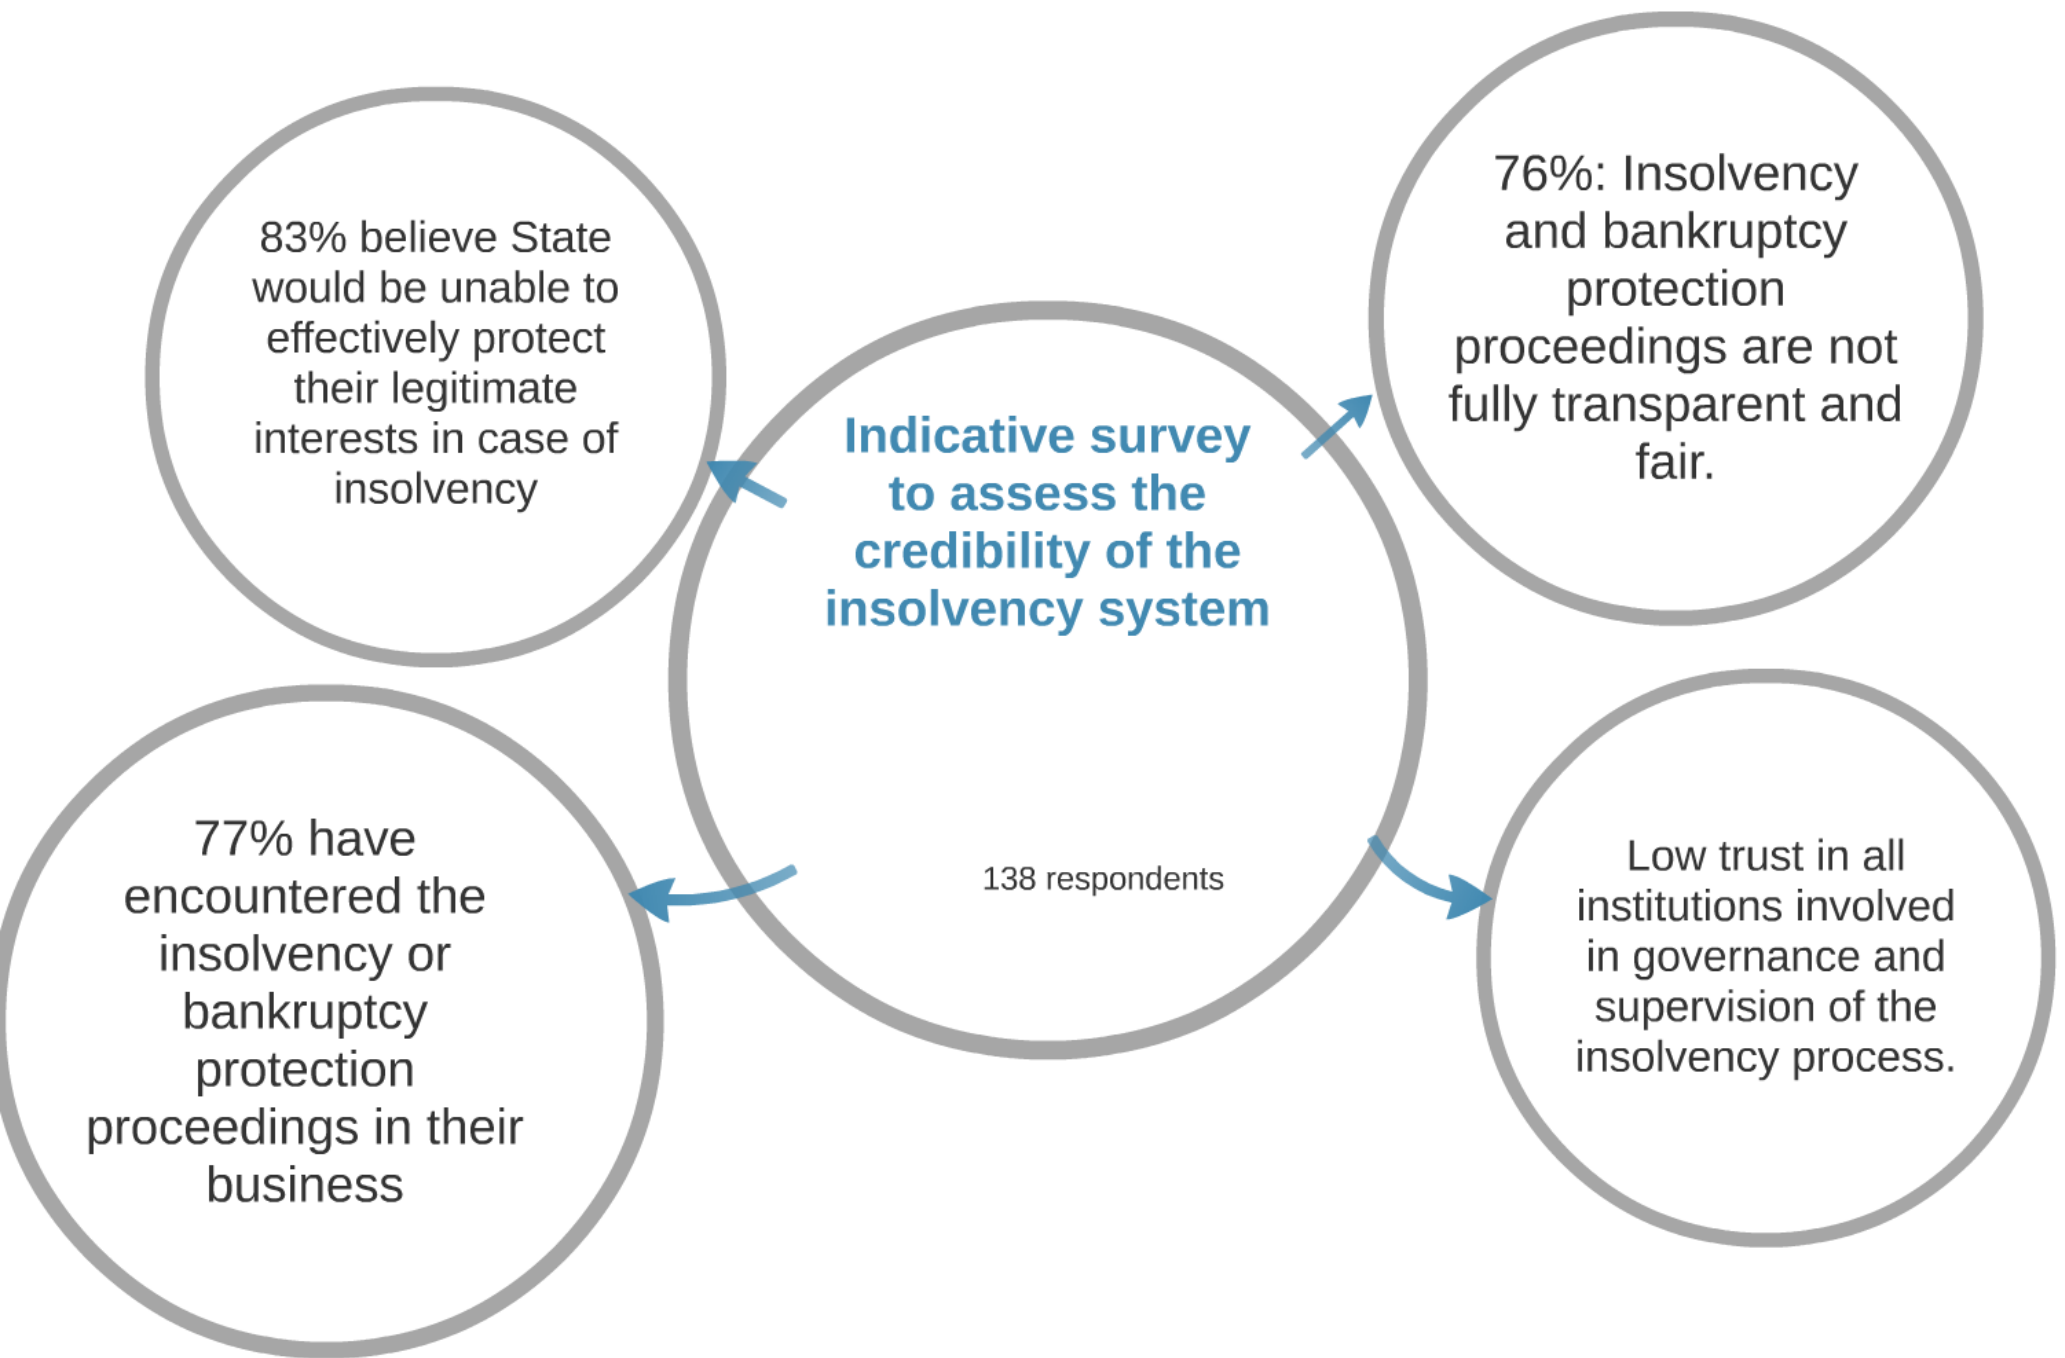 83% believe State
would be unable to
effectively protect
their legitimate
interests in case of
insolvency
76%: Insolvency
and bankruptcy
protection
proceedings are not
fully transparent and
fair.
Indicative survey
to assess the
credibility of the
insolvency system
138 respondents
77% have
encountered the
insolvency or
bankruptcy
protection
proceedings in their
business
Low trust in all
institutions involved
in governance and
supervision of the
insolvency process.